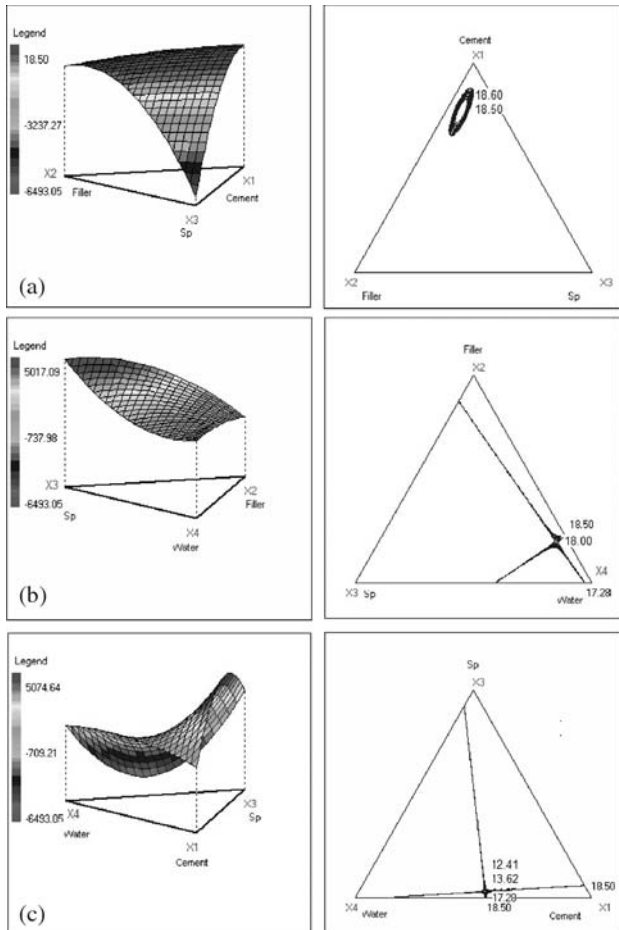 Legend
18.50
-3237.27
-6493.05
X2
Filler
X3
Sp
X1
Cement
(a)
Cement
X1
18.60
18.50
X2
Filler
X3
Sp
Legend
5017.09
-737.98
-6493.05
X3
Sp
X4
Water
X2
Filler
(b)
Filler
X2
18.50
18.00
X3 Sp
X4
Water
17.28
Legend
5074.64
-709.21
-6493.05
X4
Water
X1
Cement
X3
Sp
(c)
Sp
X3
12.41
13.62
17.29
18.50
18.50
X4 Water
Cement X1